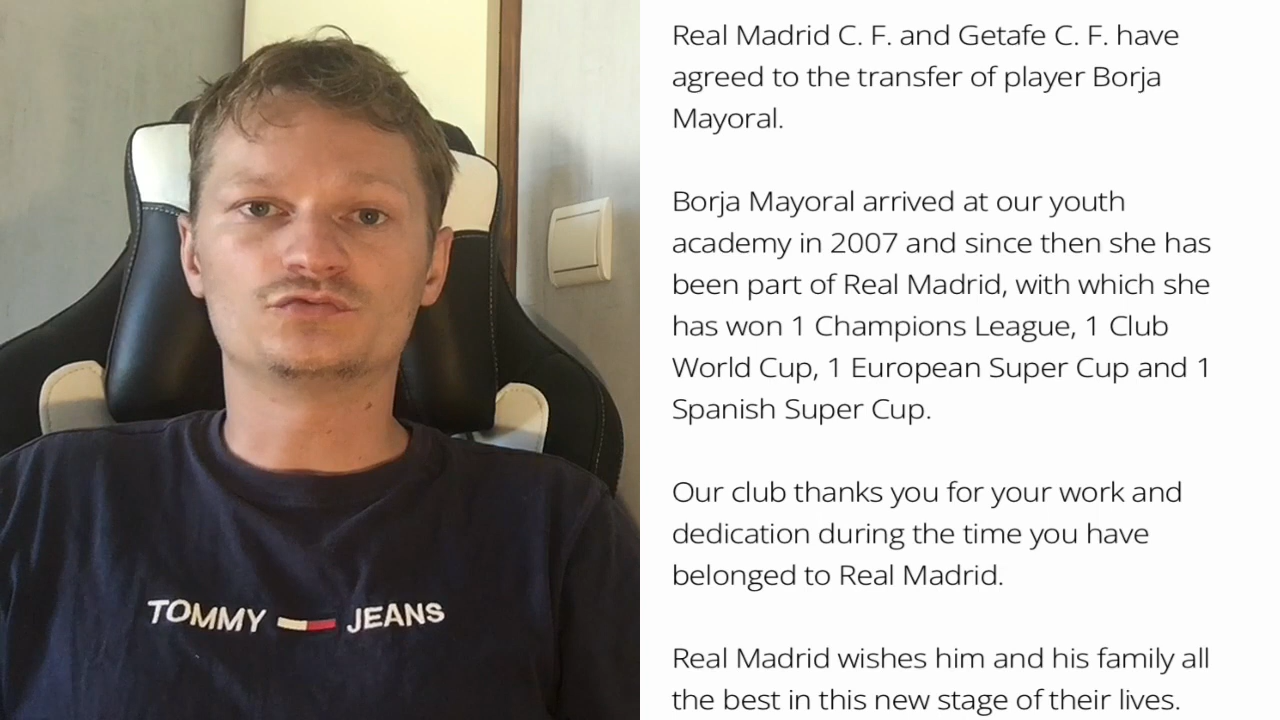 TOMMY JEANS
Real Madrid C. F. and Getafe C. F. have
agreed to the transfer of player Borja
Mayoral.
Borja Mayoral arrived at our youth
academy in 2007 and since then she has
been part of Real Madrid, with which she
has won 1 Champions League, 1 Club
World Cup, 1 European Super Cup and 1
Spanish Super Cup.
Our club thanks you for your work and
dedication during the time you have
belonged to Real Madrid.
Real Madrid wishes him and his family all
the best in this new stage of their lives.